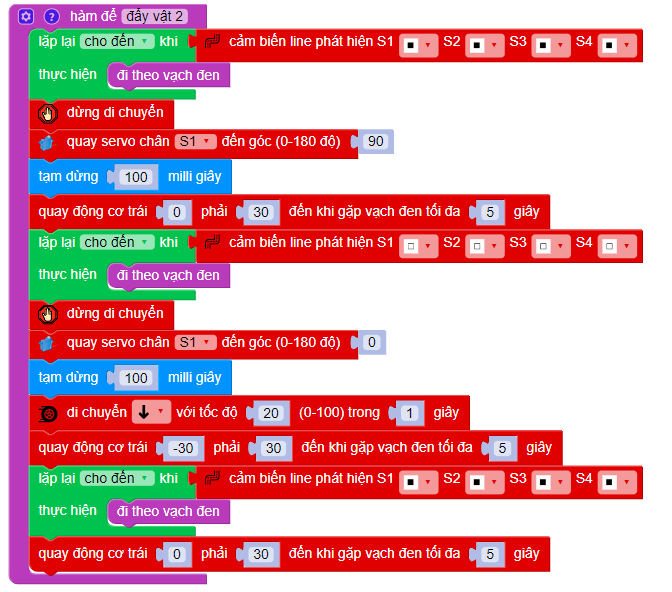 hàm để đẩy vật 2
lặp lại cho đến khi cảm biến line phát hiện S1 S2 S3 S4
thực hiện đi theo vạch đen
dừng di chuyển
quay servo chân S1 đến góc (0-180 độ) 90
tạm dừng 100 milli giây
quay động cơ trái 0 phải 30 đến khi gặp vạch đen tối đa 5 giây
lặp lại cho đến khi cảm biến line phát hiện S1 S2 S3 S4
thực hiện đi theo vạch đen
dừng di chuyển
quay servo chân S1 đến góc (0-180 độ) 0
tạm dừng 100 milli giây
di chuyển với tốc độ 20 (0-100) trong 1 giây
quay động cơ trái -30 phải 30 đến khi gặp vạch đen tối đa 5 giây
lặp lại cho đến khi cảm biến line phát hiện S1 S2 S3 S4
thực hiện đi theo vạch đen
quay động cơ trái 0 phải 30 đến khi gặp vạch đen tối đa 5 giây